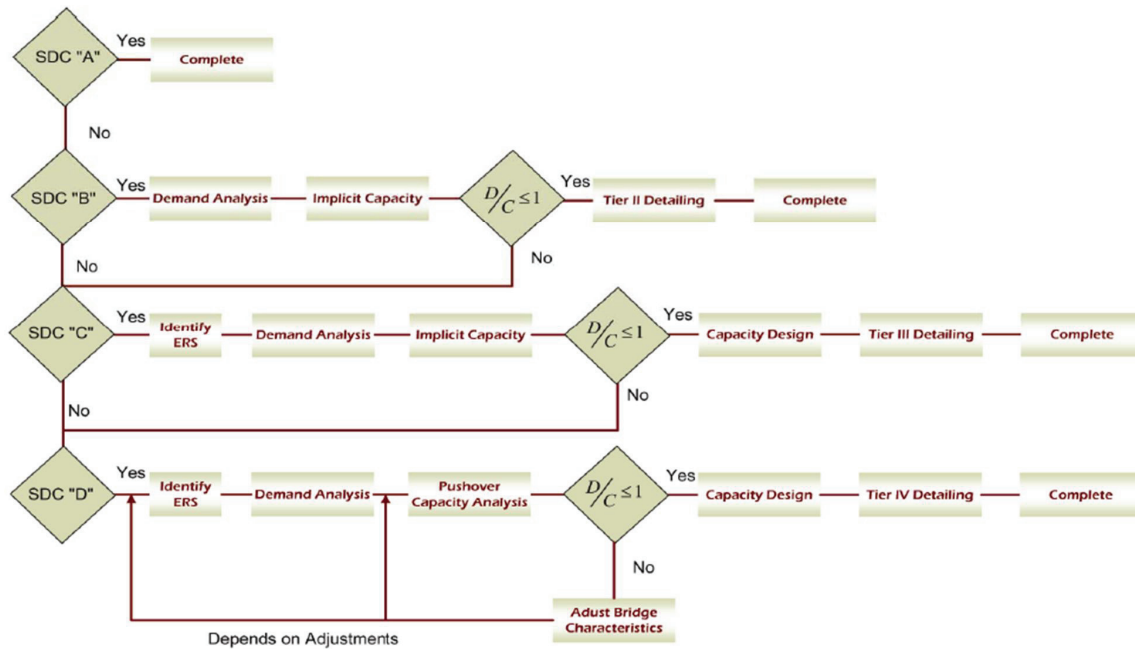 SDC "A"
Yes
Complete
No
SDC "B"
Yes
Demand Analysis
Implicit Capacity
D/C ≤ 1
Yes
Tier II Detailing
Complete
No
No
SDC "C"
Yes
Identify
ERS
Demand Analysis
Implicit Capacity
D/C ≤ 1
Yes
Capacity Design
Tier III Detailing
Complete
No
No
SDC "D"
Yes
Identify
ERS
Demand Analysis
Pushover
Capacity Analysis
D/C ≤ 1
Yes
Capacity Design
Tier IV Detailing
Complete
No
Adust Bridge
Characteristics
Depends on Adjustments